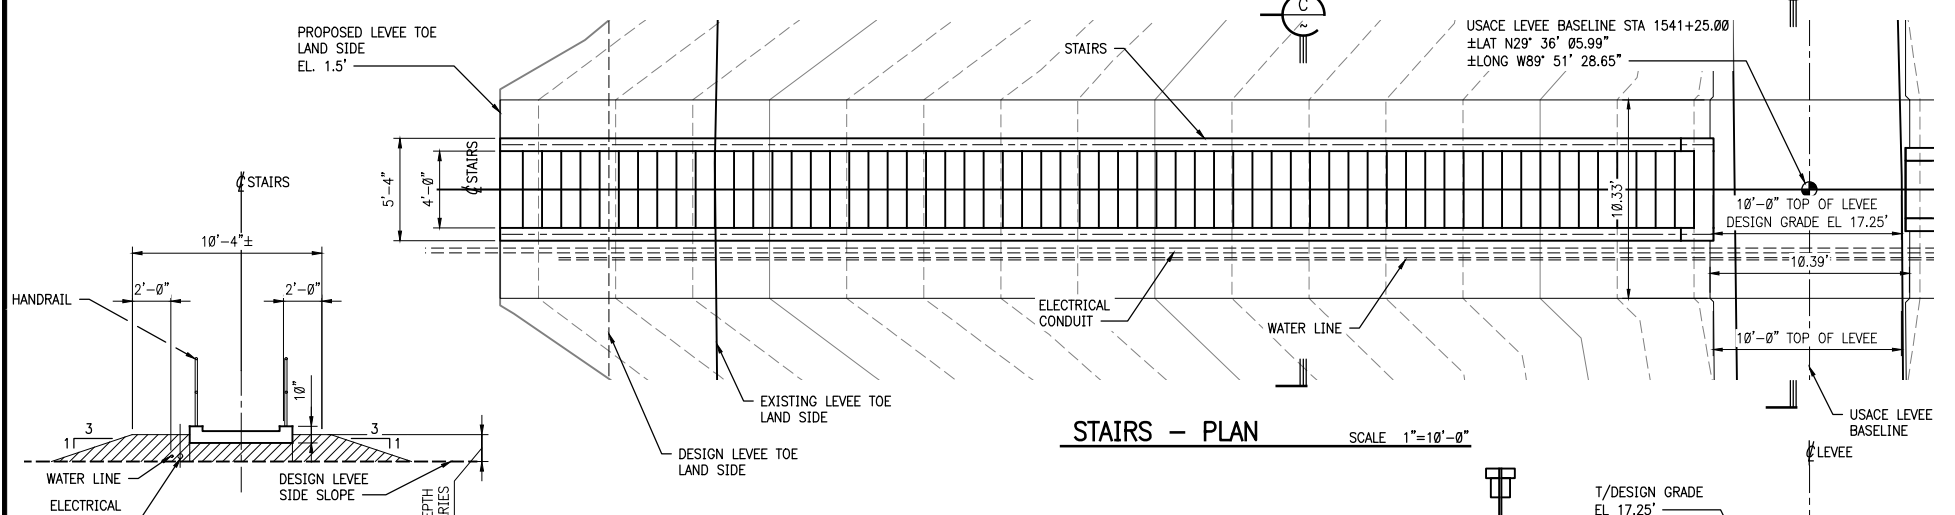 PROPOSED LEVEE TOE
LAND SIDE
EL. 1.5'
STAIRS
C
~
USACE LEVEE BASELINE STA 1541+25.00
±LAT N29° 36' 05.99"
±LONG W89° 51' 28.65"
5'-4"
4'-0"
℄ STAIRS
10.33'
10'-0" TOP OF LEVEE
DESIGN GRADE EL 17.25'
10.39'
10'-0" TOP OF LEVEE
ELECTRICAL
CONDUIT
WATER LINE
EXISTING LEVEE TOE
LAND SIDE
DESIGN LEVEE TOE
LAND SIDE
STAIRS - PLAN
SCALE 1"=10'-0"
USACE LEVEE
BASELINE
℄ LEVEE
T/DESIGN GRADE
EL 17.25'
℄ STAIRS
10'-4"±
2'-0"
2'-0"
HANDRAIL
10"
3
1
3
1
WATER LINE
ELECTRICAL
DESIGN LEVEE
SIDE SLOPE